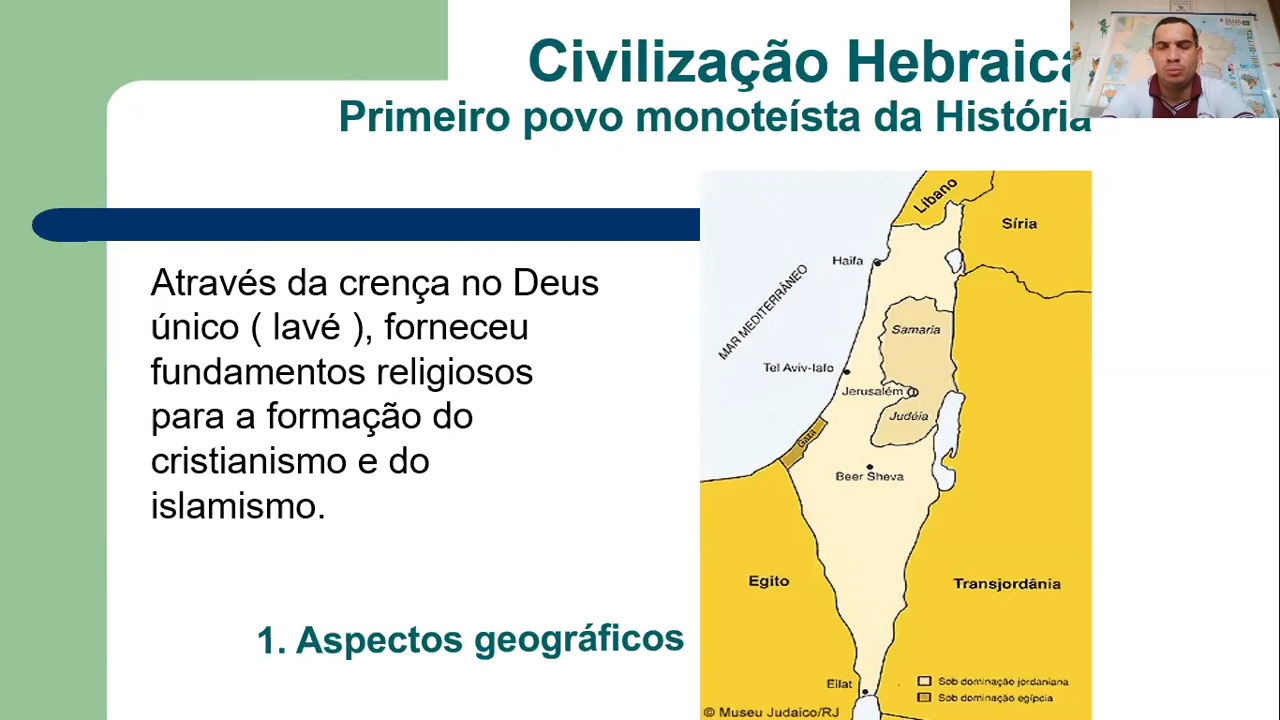 Civilização Hebraica
Primeiro povo monoteísta da História
Através da crença no Deus
único ( Iavé ), forneceu
fundamentos religiosos
para a formação do
cristianismo e do
islamismo.
1. Aspectos geográficos
Líbano
Síria
Haifa
MAR MEDITERRÂNEO
Samaria
Tel Aviv-Iafo
Jerusalém
Judéia
Gaza
Beer Sheva
Egito
Transjordânia
Eilat
Sob dominação jordaniana
Sob dominação egípcia
© Museu Judaico/RJ